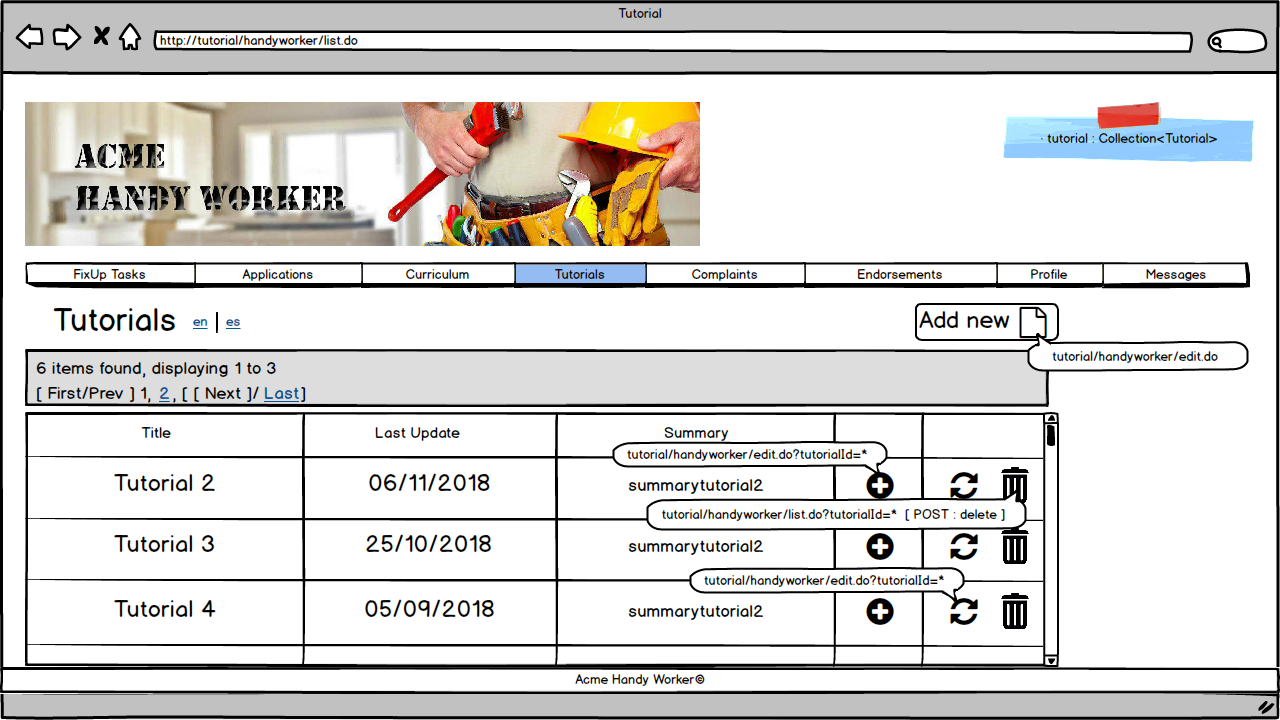 Tutorial
http://tutorial/handyworker/list.do
ACME
HANDY WORKER
tutorial : Collection<Tutorial>
FixUp Tasks Applications Curriculum Tutorials Complaints Endorsements Profile Messages
Tutorials en | es Add new
tutorial/handyworker/edit.do
6 items found, displaying 1 to 3
[ First/Prev ] 1, 2 , [ [ Next ]/ Last]
Title Last Update Summary
tutorial/handyworker/edit.do?tutorialId=*
Tutorial 2 06/11/2018 summarytutorial2
tutorial/handyworker/list.do?tutorialId=* [ POST : delete ]
Tutorial 3 25/10/2018 summarytutorial2
tutorial/handyworker/edit.do?tutorialId=*
Tutorial 4 05/09/2018 summarytutorial2
Acme Handy Worker©